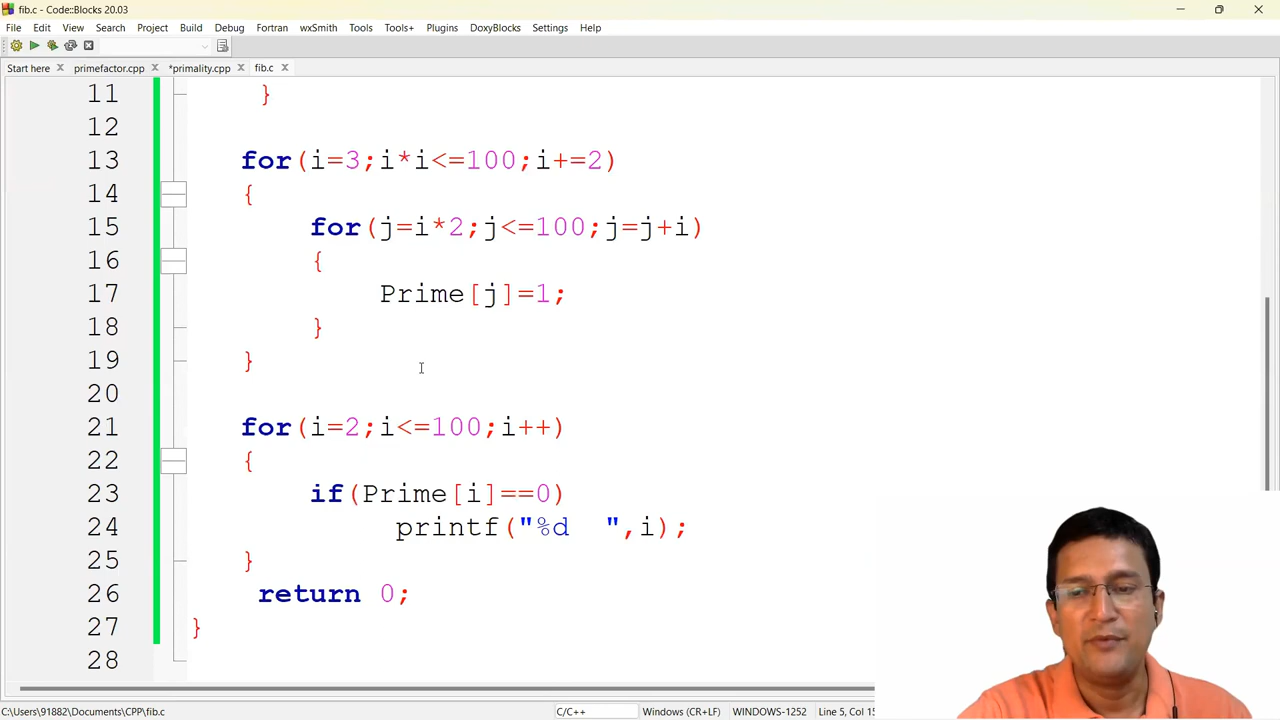 fib.c - Code::Blocks 20.03
File Edit View Search Project Build Debug Fortran wxSmith Tools Tools+ Plugins DoxyBlocks Settings Help
Start here primefactor.cpp *primality.cpp fib.c
11 }
12
13 for(i=3;i*i<=100;i+=2)
14 {
15 for(j=i*2;j<=100;j=j+i)
16 {
17 Prime[j]=1;
18 }
19 }
20
21 for(i=2;i<=100;i++)
22 {
23 if(Prime[i]==0)
24 printf("%d  ",i);
25 }
26 return 0;
27 }
28
C:\Users\91882\Documents\CPP\fib.c C/C++ Windows (CR+LF) WINDOWS-1252 Line 5, Col 15